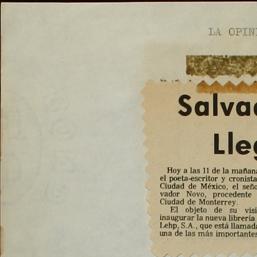 LA OPIN
Salvad
Lleg
Hoy a las 11 de la mañana
el poeta-escritor y cronista
Ciudad de México, el seño
vador Novo, procedente
Ciudad de Monterrey.
El objeto de su visi
inaugurar la nueva librería
Lehp, S.A., que está llamada
una de las más importantes